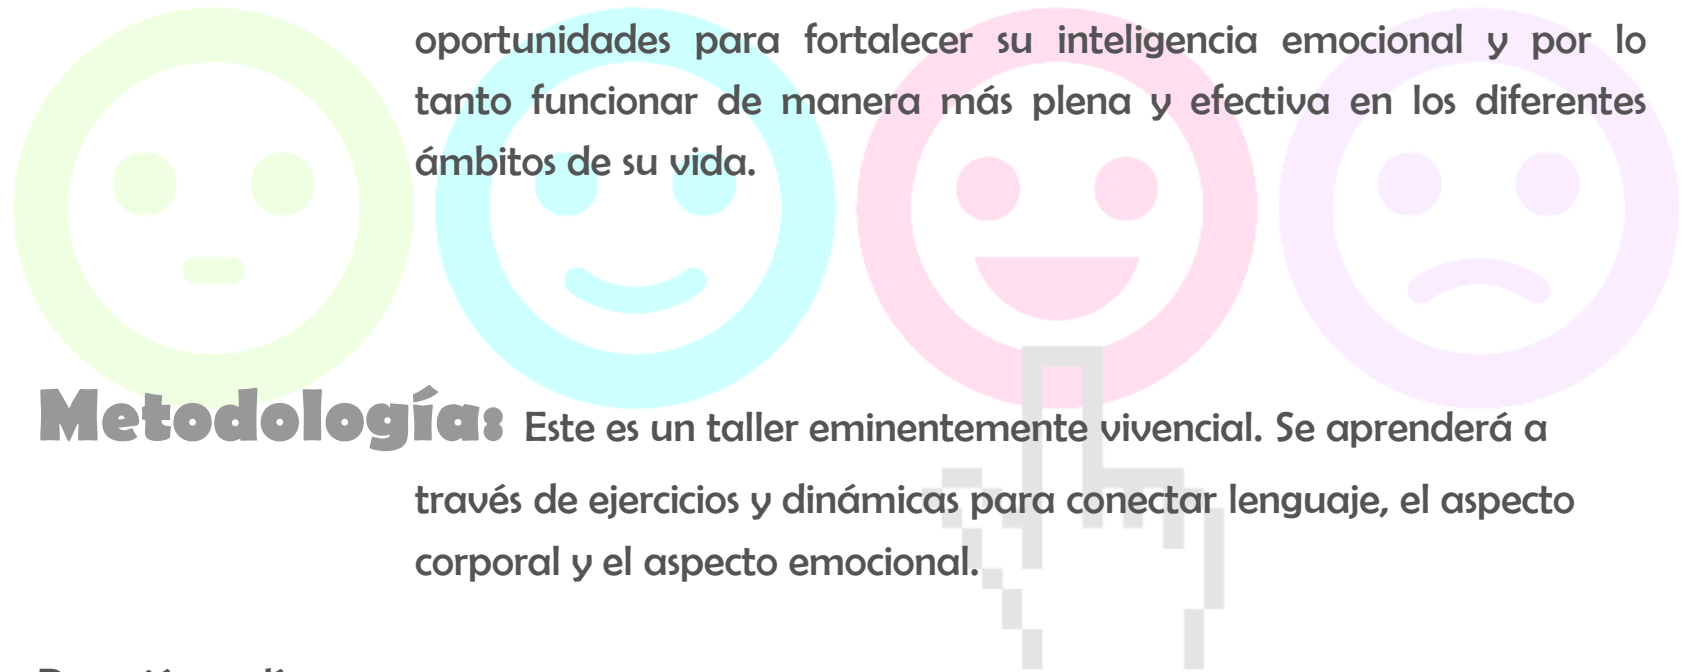 oportunidades para fortalecer su inteligencia emocional y por lo
tanto funcionar de manera más plena y efectiva en los diferentes
ámbitos de su vida.
Metodología: Este es un taller eminentemente vivencial. Se aprenderá a
través de ejercicios y dinámicas para conectar lenguaje, el aspecto
corporal y el aspecto emocional.